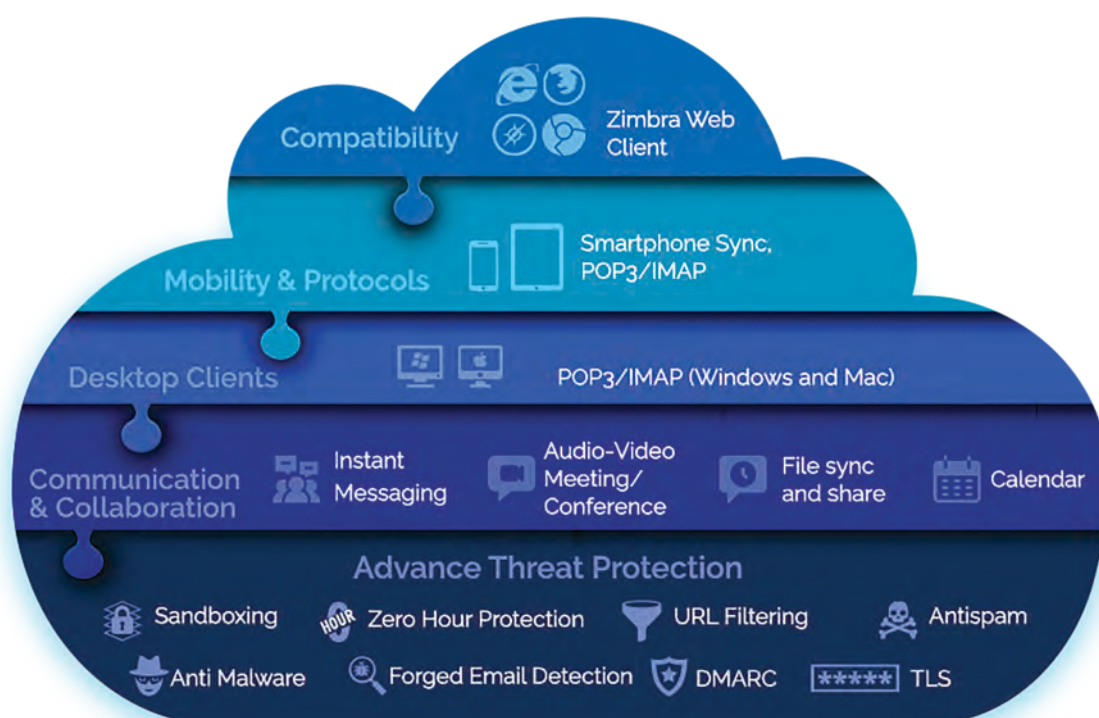 Compatibility
Zimbra Web
Client
Mobility & Protocols
Smartphone Sync,
POP3/IMAP
Desktop Clients
POP3/IMAP (Windows and Mac)
Communication
& Collaboration
Instant
Messaging
Audio-Video
Meeting/
Conference
File sync
and share
Calendar
Advance Threat Protection
Sandboxing
HOUR
Zero Hour Protection
URL Filtering
Antispam
Anti Malware
Forged Email Detection
DMARC
*****
TLS